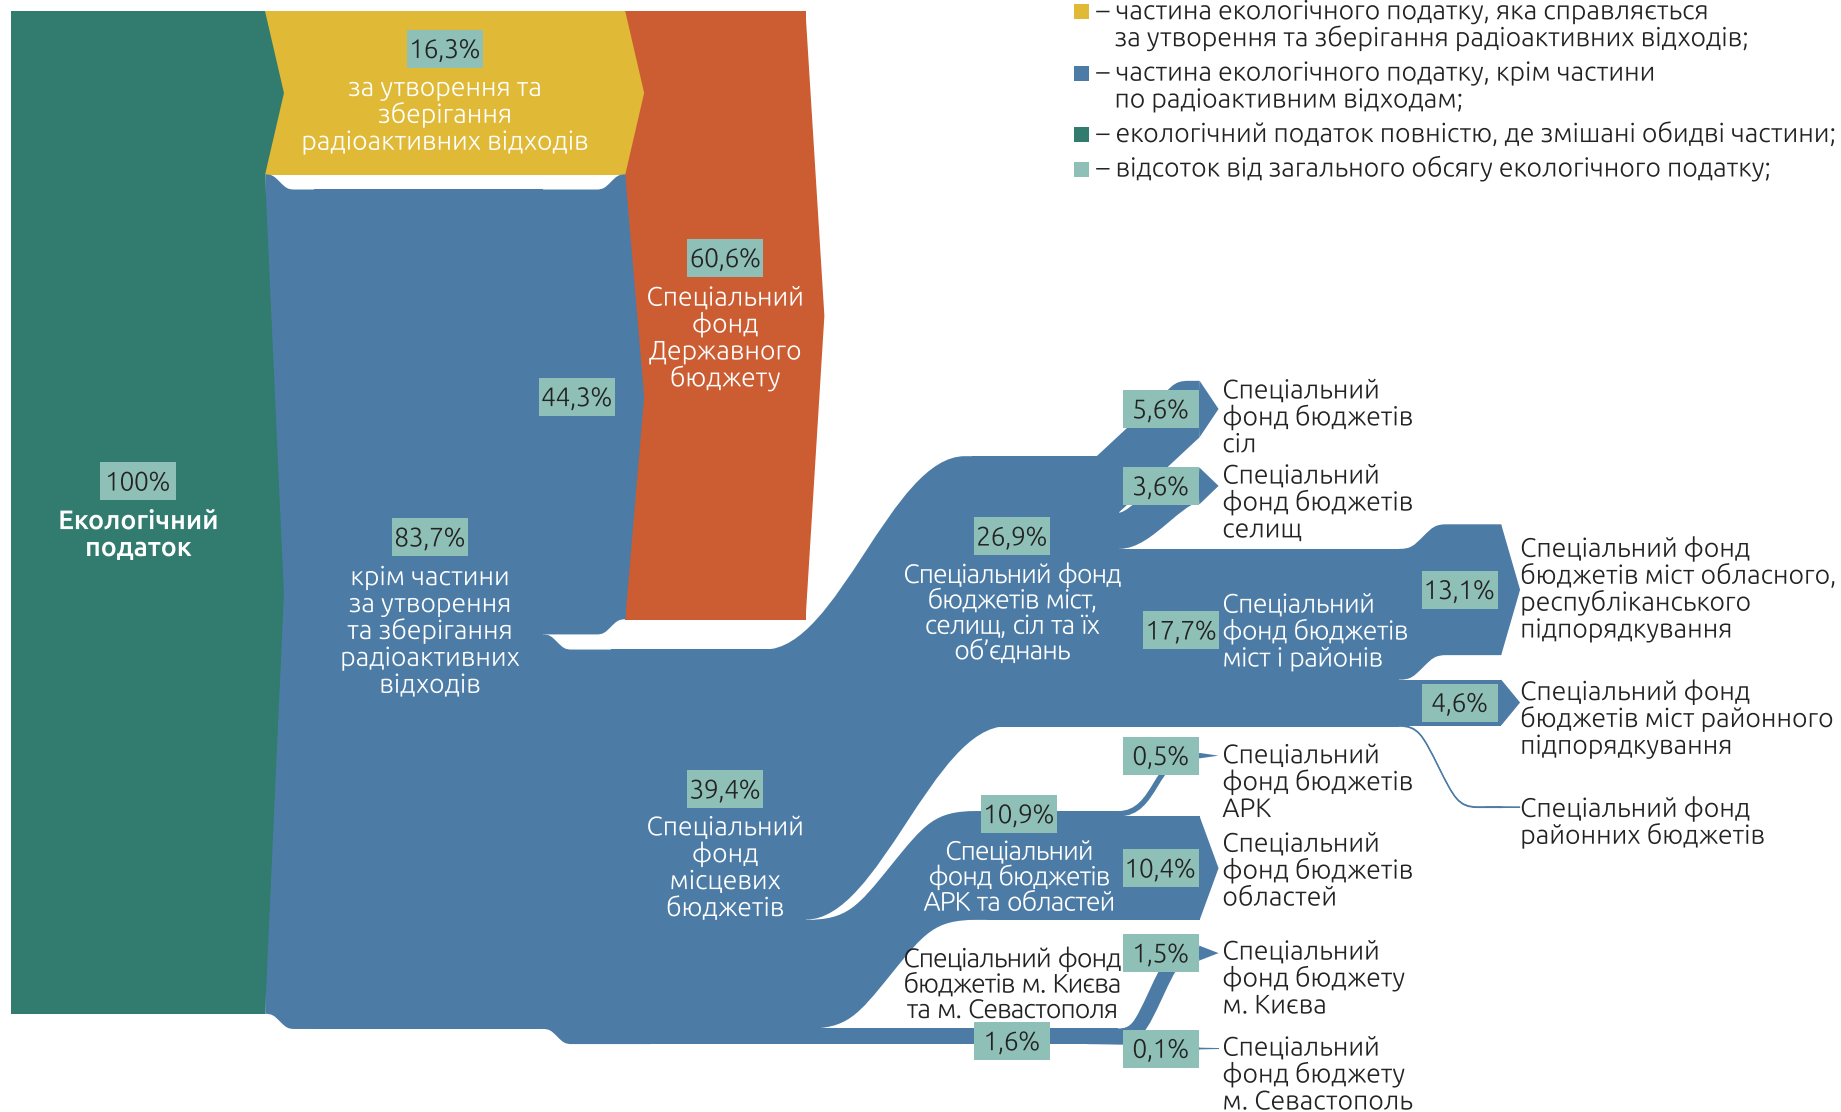 – частина екологічного податку, яка справляється
за утворення та зберігання радіоактивних відходів;
– частина екологічного податку, крім частини
по радіоактивним відходам;
– екологічний податок повністю, де змішані обидві частини;
– відсоток від загального обсягу екологічного податку;
100%
Екологічний
податок
16,3%
за утворення та
зберігання
радіоактивних відходів
83,7%
крім частини
за утворення
та зберігання
радіоактивних
відходів
44,3%
60,6%
Спеціальний
фонд
Державного
бюджету
39,4%
Спеціальний
фонд
місцевих
бюджетів
26,9%
Спеціальний фонд
бюджетів міст,
селищ, сіл та їх
об’єднань
5,6%
Спеціальний
фонд бюджетів
сіл
3,6%
Спеціальний
фонд бюджетів
селищ
17,7%
Спеціальний
фонд бюджетів
міст і районів
13,1%
Спеціальний фонд
бюджетів міст обласного,
республіканського
підпорядкування
4,6%
Спеціальний фонд
бюджетів міст районного
підпорядкування
Спеціальний фонд
районних бюджетів
10,9%
Спеціальний
фонд бюджетів
АРК та областей
0,5%
Спеціальний
фонд бюджетів
АРК
10,4%
Спеціальний
фонд бюджетів
областей
Спеціальний фонд
бюджетів м. Києва
та м. Севастополя
1,6%
1,5%
Спеціальний
фонд бюджету
м. Києва
0,1%
Спеціальний
фонд бюджету
м. Севастополь